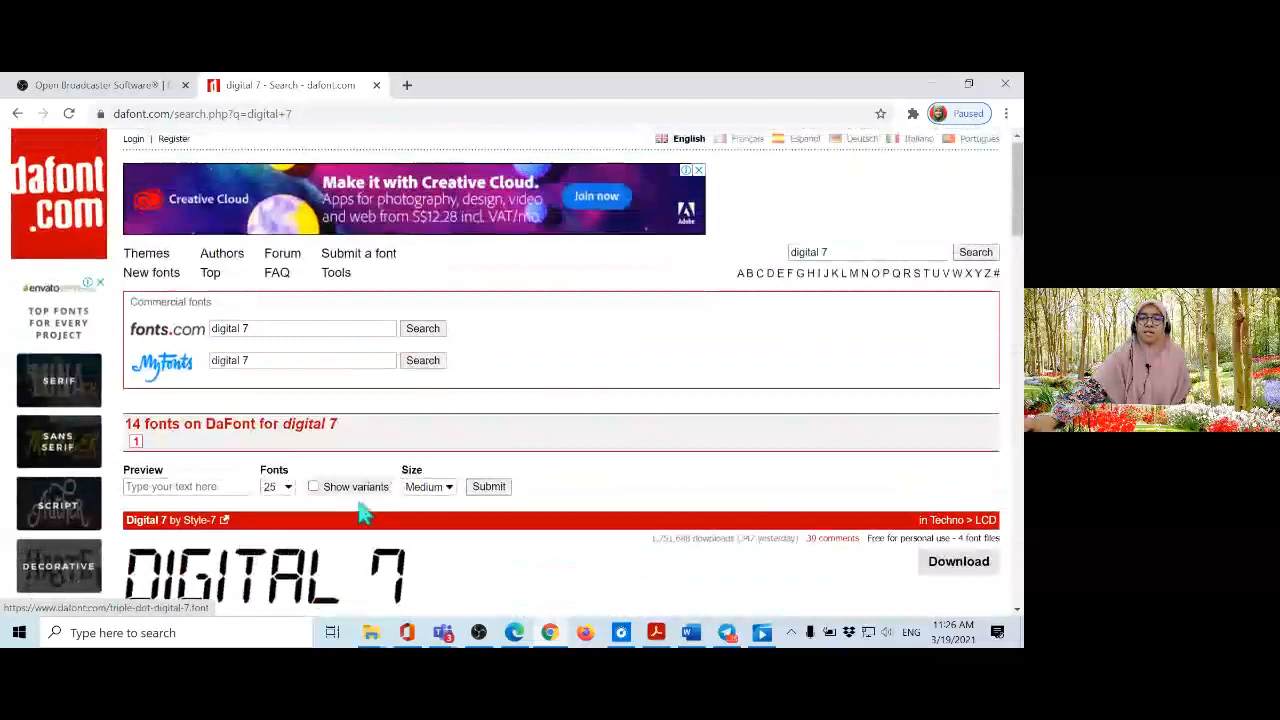 Open Broadcaster Software® | 
digital 7 - Search - dafont.com
dafont.com/search.php?q=digital+7
Paused
Login | Register
English Français Español Deutsch Italiano Português
dafont
.com
Creative Cloud
Make it with Creative Cloud.
Apps for photography, design, video
and web from S$12.28 incl. VAT/mo.
Join now
Adobe
Themes Authors Forum Submit a font
New fonts Top FAQ Tools
digital 7 Search
A B C D E F G H I J K L M N O P Q R S T U V W X Y Z #
envato
TOP FONTS
FOR EVERY
PROJECT
SERIF
SANS
SERIF
SCRIPT
DECORATIVE
Commercial fonts
fonts.com digital 7 Search
MyFonts digital 7 Search
14 fonts on DaFont for digital 7
1
Preview Fonts Size
Type your text here 25 Show variants Medium Submit
Digital 7 by Style-7 in Techno > LCD
1,751,688 downloads (347 yesterday) 39 comments Free for personal use - 4 font files
DIGITAL 7
Download
https://www.dafont.com/triple-dot-digital-7.font
Type here to search
ENG
11:26 AM
3/19/2021